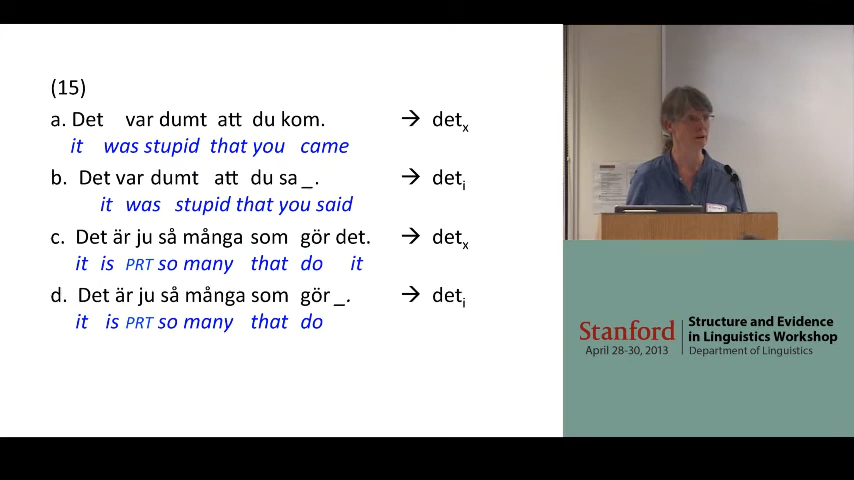 (15)
a. Det var dumt att du kom. → detx
it was stupid that you came
b. Det var dumt att du sa _. → deti
it was stupid that you said
c. Det är ju så många som gör det. → detx
it is PRT so many that do it
d. Det är ju så många som gör _. → deti
it is PRT so many that do
Stanford
Structure and Evidence
in Linguistics Workshop
April 28-30, 2013
Department of Linguistics